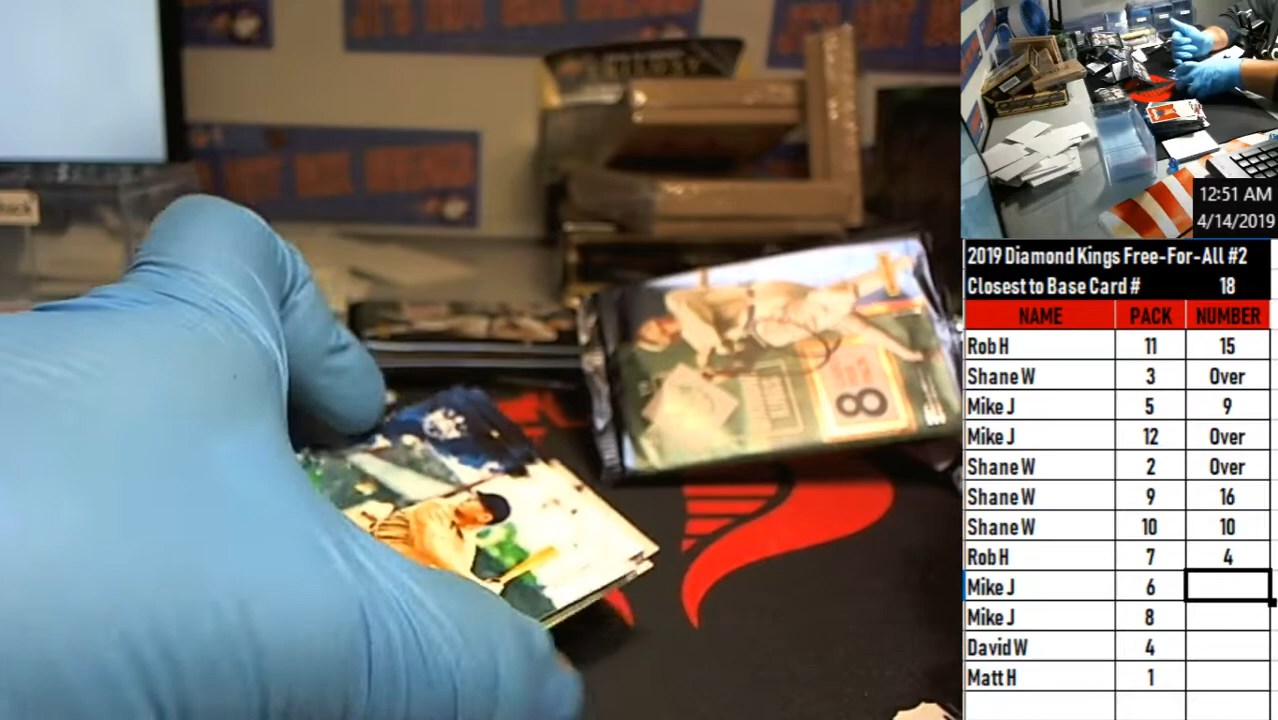 12:51 AM
4/14/2019
2019 Diamond Kings Free-For-All #2
Closest to Base Card # 18
NAME PACK NUMBER
Rob H 11 15
Shane W 3 Over
Mike J 5 9
Mike J 12 Over
Shane W 2 Over
Shane W 9 16
Shane W 10 10
Rob H 7 4
Mike J 6
Mike J 8
David W 4
Matt H 1
8